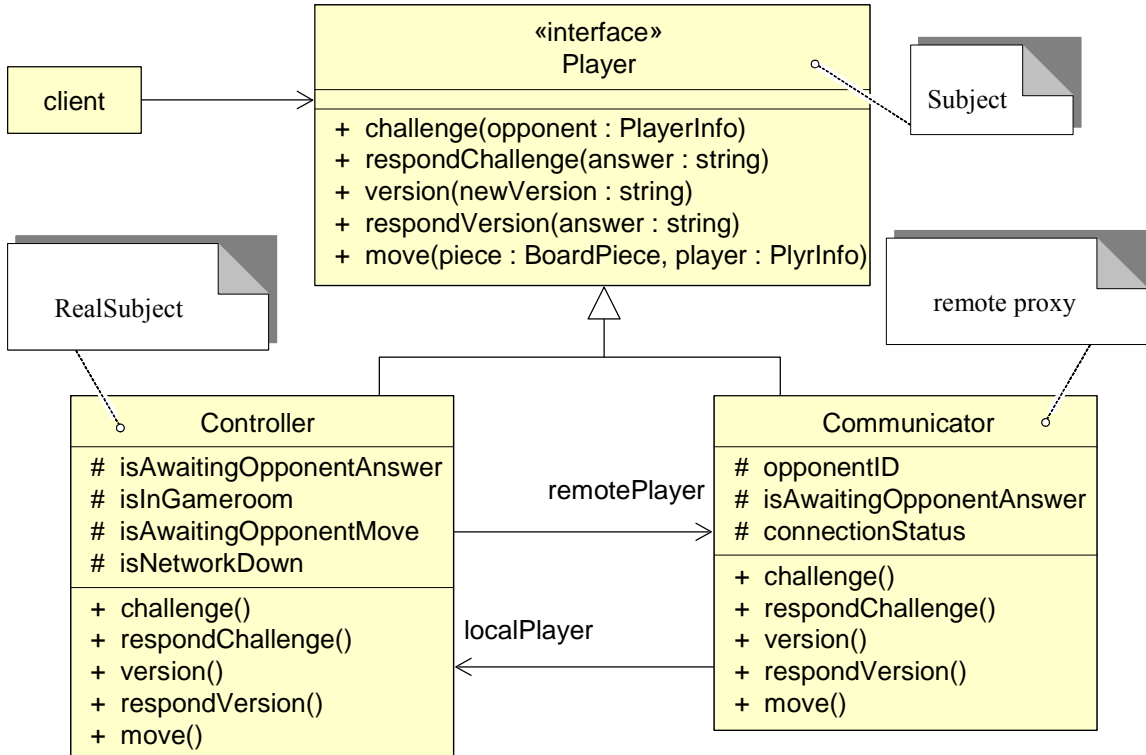 «interface»
Player
client
Subject
+ challenge(opponent : PlayerInfo)
+ respondChallenge(answer : string)
+ version(newVersion : string)
+ respondVersion(answer : string)
+ move(piece : BoardPiece, player : PlyrInfo)
RealSubject
remote proxy
Controller
# isAwaitingOpponentAnswer
# isInGameroom
# isAwaitingOpponentMove
# isNetworkDown
+ challenge()
+ respondChallenge()
+ version()
+ respondVersion()
+ move()
remotePlayer
localPlayer
Communicator
# opponentID
# isAwaitingOpponentAnswer
# connectionStatus
+ challenge()
+ respondChallenge()
+ version()
+ respondVersion()
+ move()